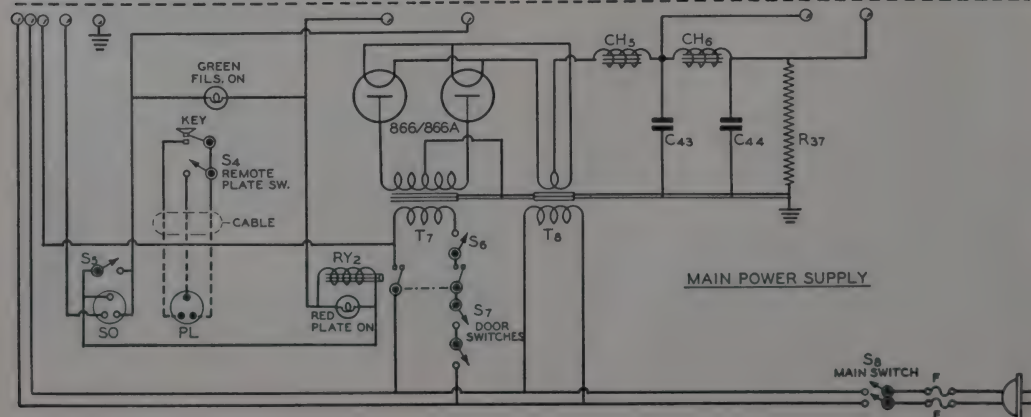 CH5
CH6
GREEN
FILS. ON
KEY
866/866A
C43
C44
R37
S4
REMOTE
PLATE SW.
CABLE
T7
T8
S6
S5
RY2
MAIN POWER SUPPLY
S7
DOOR
SWITCHES
RED
PLATE ON
SO
PL
S8
MAIN SWITCH
F